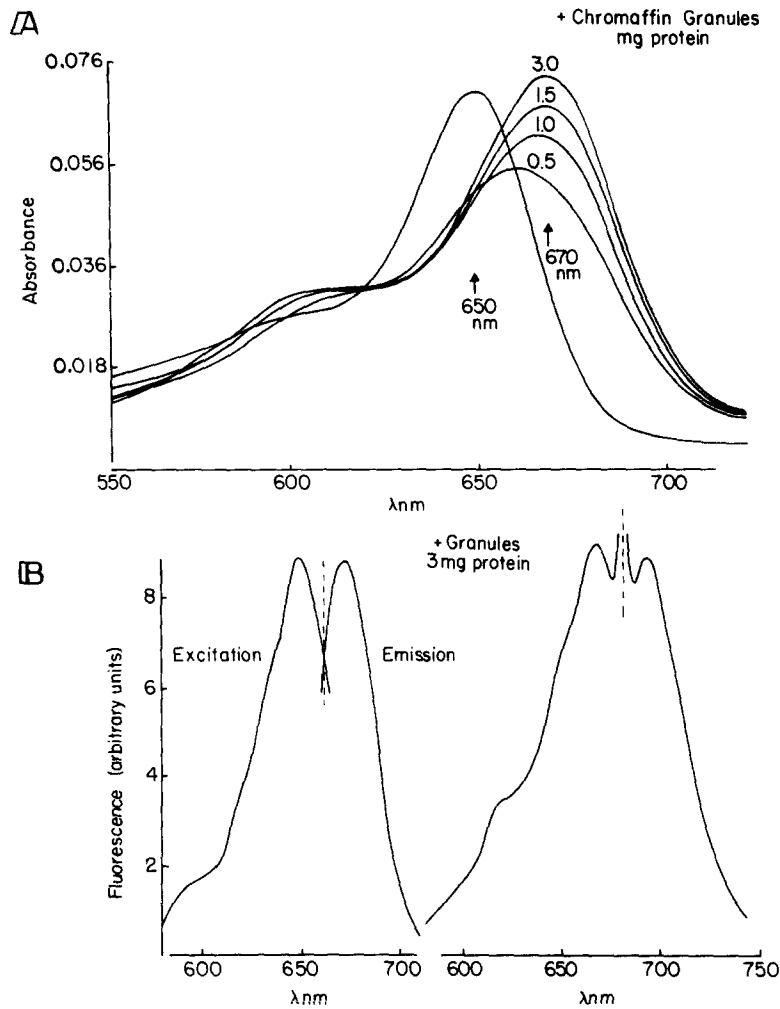 A
+ Chromaffin Granules
mg protein
0.076
0.056
0.036
0.018
Absorbance
3.0
1.5
1.0
0.5
650
nm
670
nm
550
600
650
700
λnm
B
+ Granules
3mg protein
8
6
4
2
Fluorescence (arbitrary units)
Excitation
Emission
600
650
700
λnm
600
650
700
750
λnm